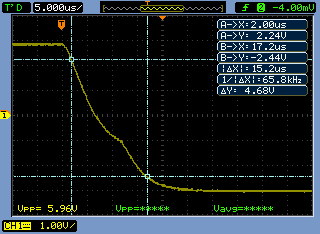 T'D 5.000us/ 2 -4.00mV
T
A->X: 2.00us
A->Y: 2.24V
B->X: 17.2us
B->Y: -2.44V
|ΔX|: 15.2us
1/|ΔX|: 65.8kHz
ΔY: 4.68V
1
Vpp= 5.96V Vpp=***** Vavg=*****
CH1 1.00V/